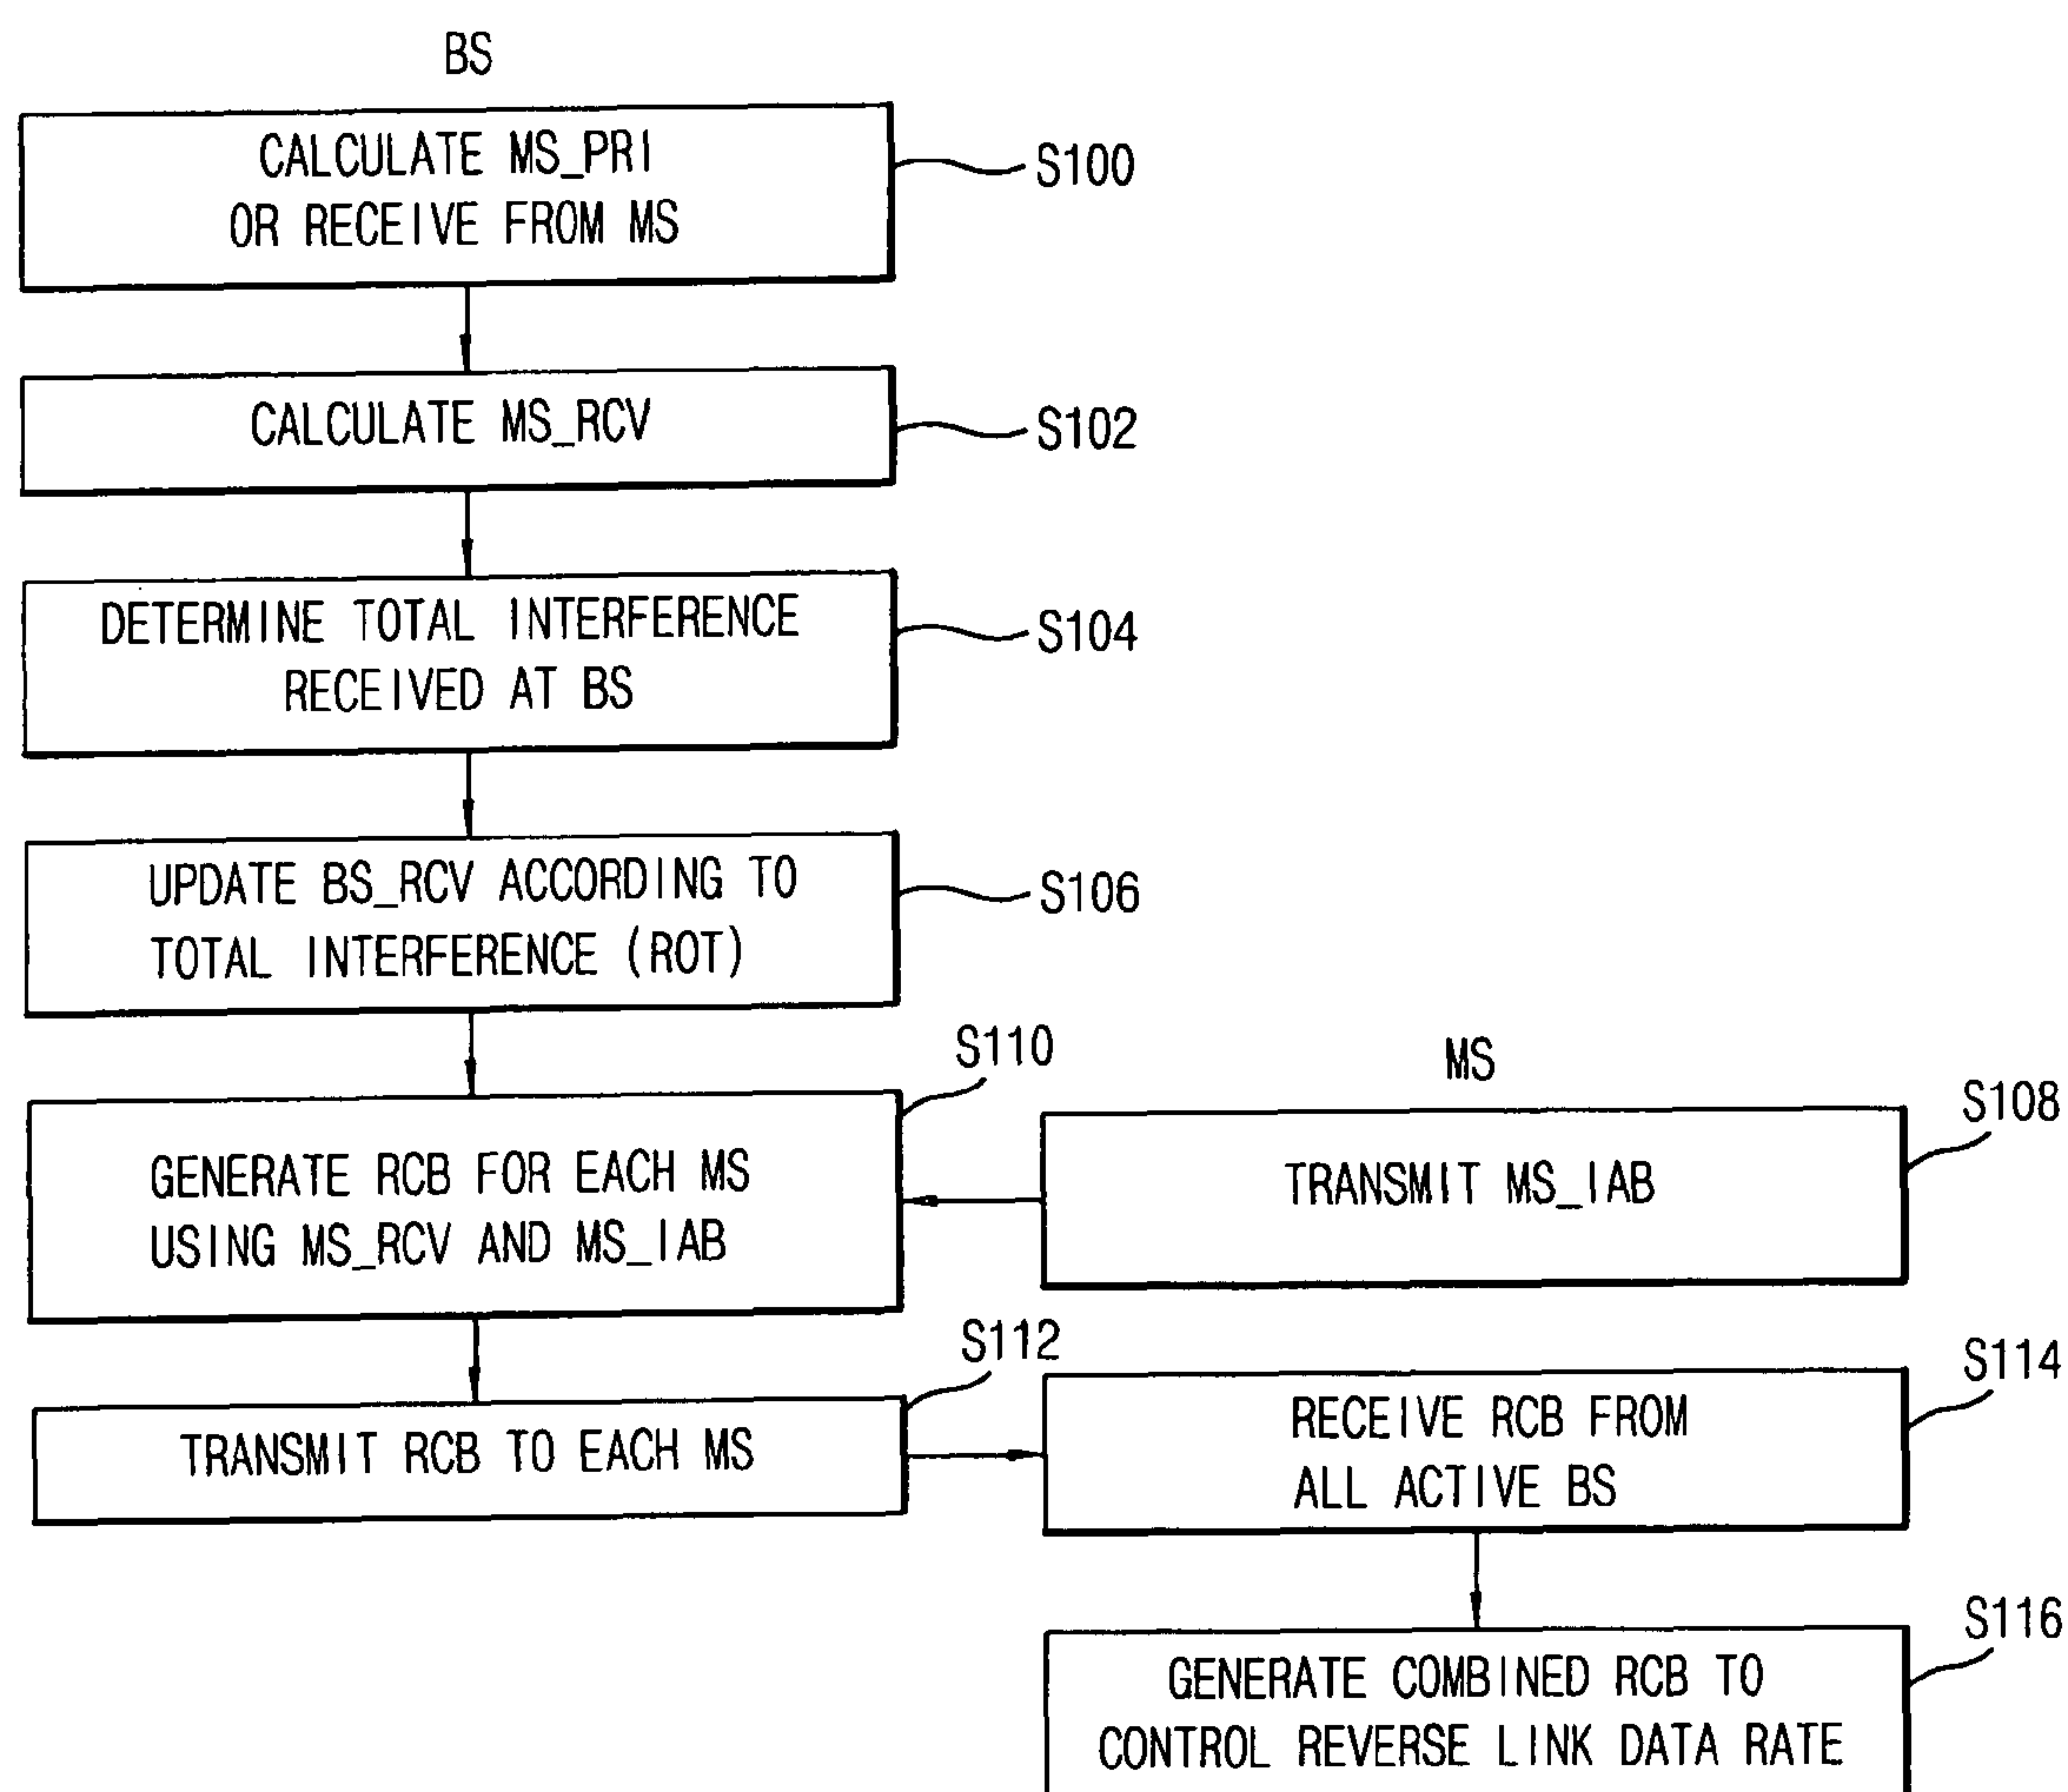 BS
CALCULATE MS_PRI
OR RECEIVE FROM MS
S100
CALCULATE MS_RCV
S102
DETERMINE TOTAL INTERFERENCE
RECEIVED AT BS
S104
UPDATE BS_RCV ACCORDING TO
TOTAL INTERFERENCE (ROT)
S106
S110
GENERATE RCB FOR EACH MS
USING MS_RCV AND MS_IAB
MS
S108
TRANSMIT MS_IAB
S112
TRANSMIT RCB TO EACH MS
S114
RECEIVE RCB FROM
ALL ACTIVE BS
S116
GENERATE COMBINED RCB TO
CONTROL REVERSE LINK DATA RATE